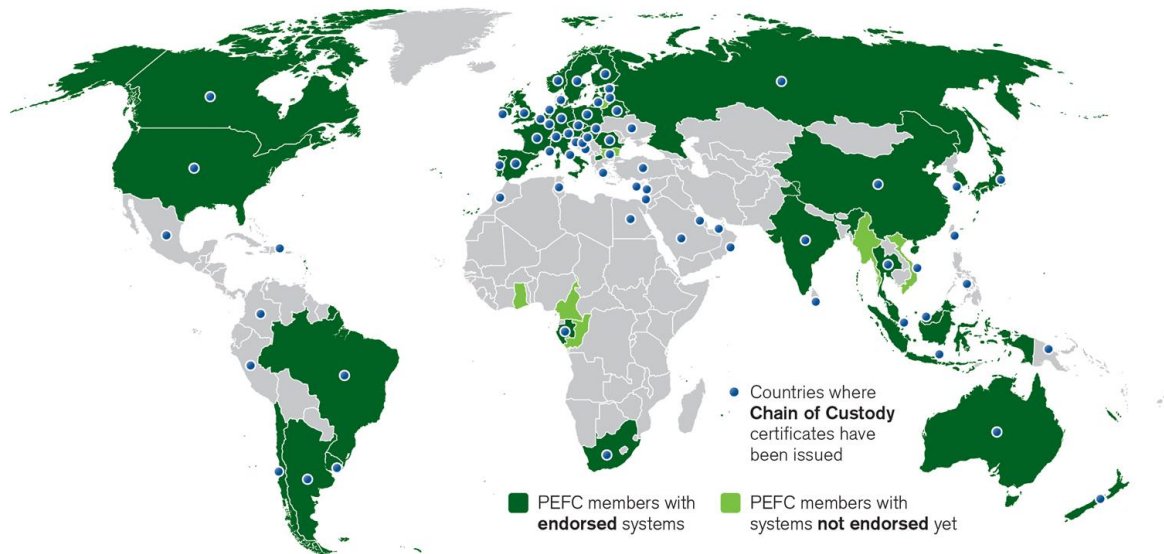 Countries where
Chain of Custody
certificates have
been issued
PEFC members with
endorsed systems
PEFC members with
systems not endorsed yet